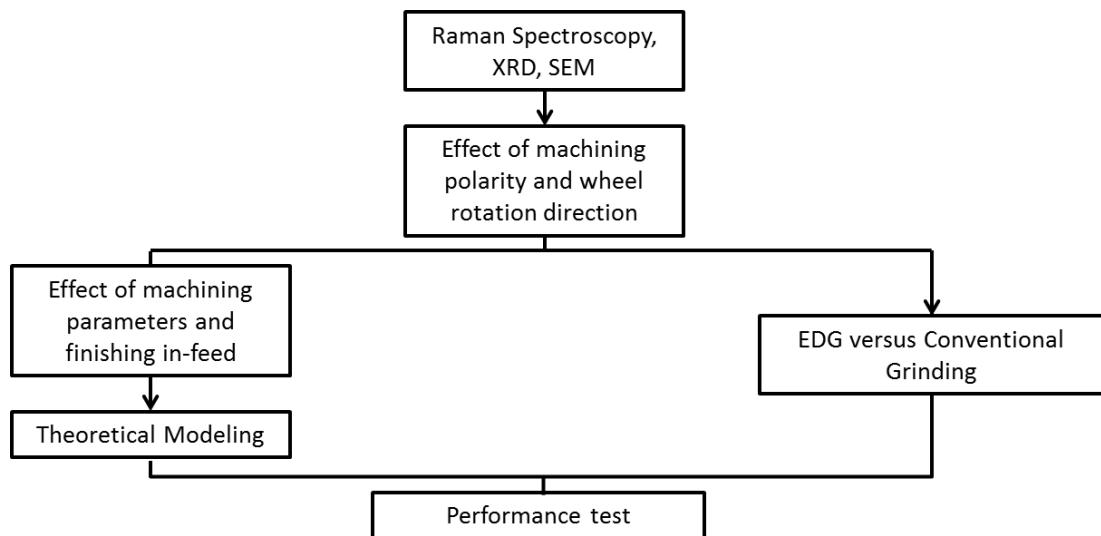 Raman Spectroscopy,
XRD, SEM
Effect of machining
polarity and wheel
rotation direction
Effect of machining
parameters and
finishing in-feed
EDG versus Conventional
Grinding
Theoretical Modeling
Performance test